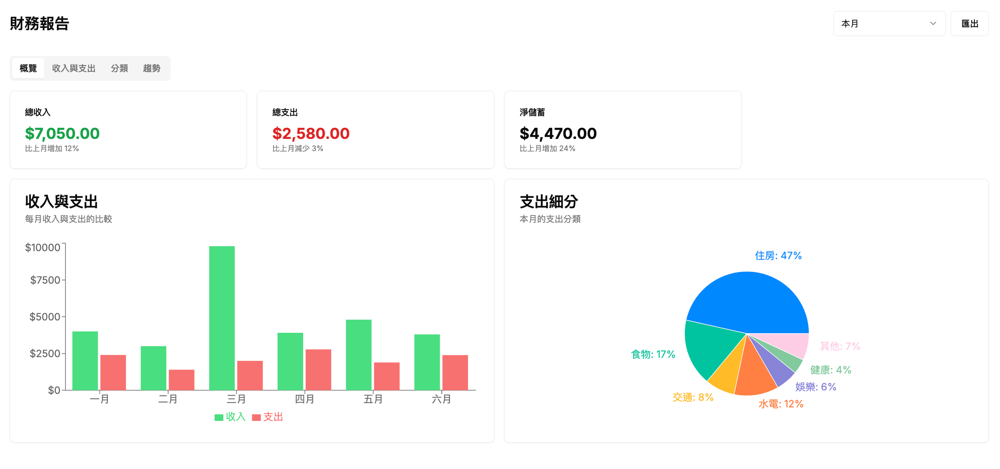 財務報告
本月
匯出
概覽 收入與支出 分類 趨勢
總收入
$7,050.00
比上月增加 12%
總支出
$2,580.00
比上月減少 3%
淨儲蓄
$4,470.00
比上月增加 24%
收入與支出
每月收入與支出的比較
$10000
$7500
$5000
$2500
$0
一月 二月 三月 四月 五月 六月
收入 支出
支出細分
本月的支出分類
住房: 47%
食物: 17%
交通: 8%
水電: 12%
娛樂: 6%
健康: 4%
其他: 7%